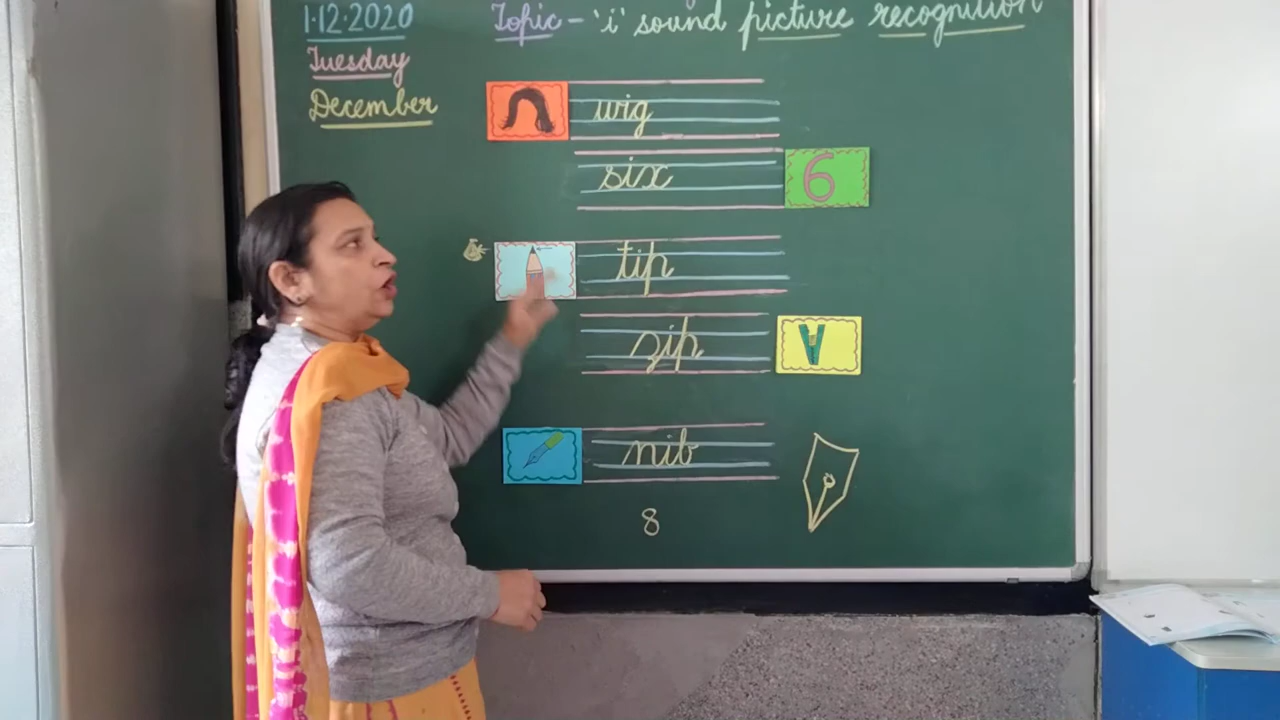 1.12.2020
Topic - 'i' sound picture recognition
Tuesday
December
wig
six
6
tip
zip
nib
8